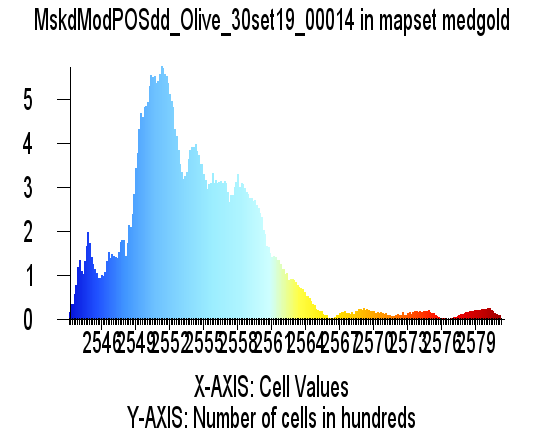 MskdModPOSdd_Olive_30set19_00014 in mapset medgold
5
4
3
2
1
0
2546 2549 2552 2555 2558 2561 2564 2567 2570 2573 2576 2579
X-AXIS: Cell Values
Y-AXIS: Number of cells in hundreds